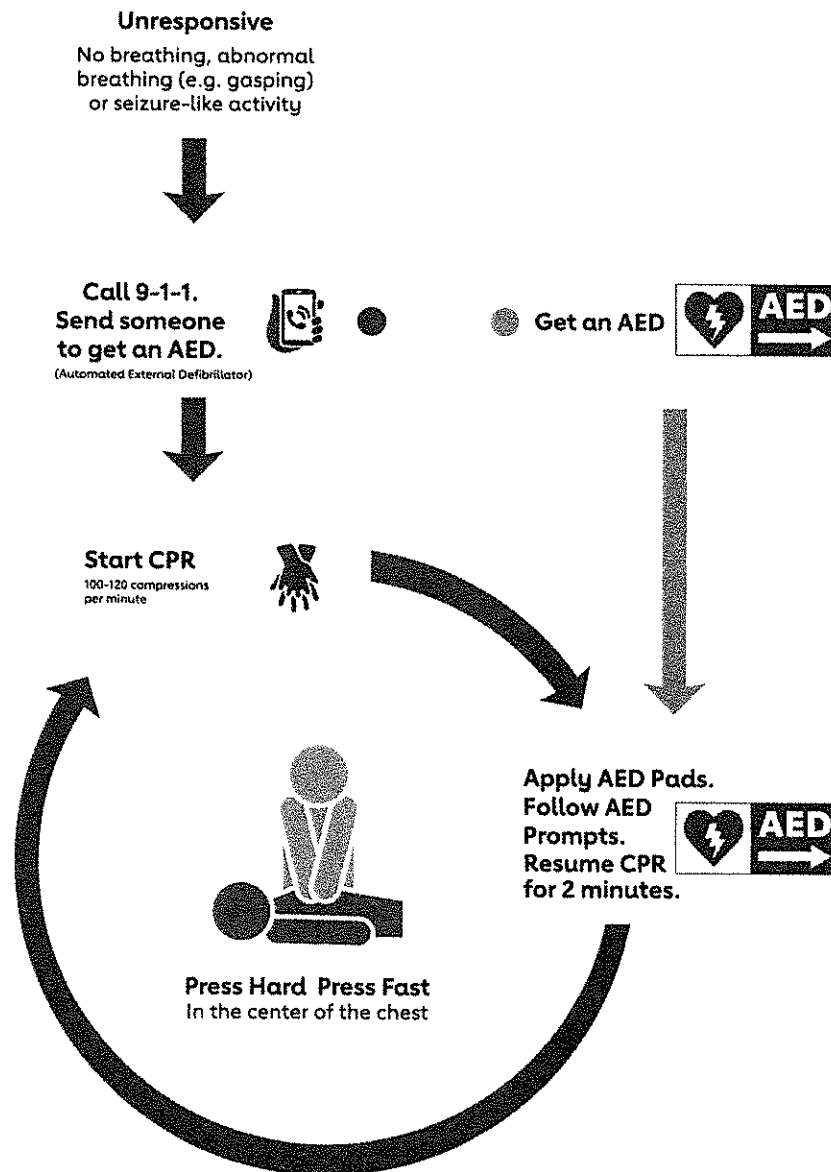 Unresponsive
No breathing, abnormal
breathing (e.g. gasping)
or seizure-like activity
Call 9-1-1.
Send someone
to get an AED.
(Automated External Defibrillator)
Get an AED
AED
Start CPR
100-120 compressions
per minute
Apply AED Pads.
Follow AED
Prompts.
Resume CPR
for 2 minutes.
AED
Press Hard Press Fast
In the center of the chest